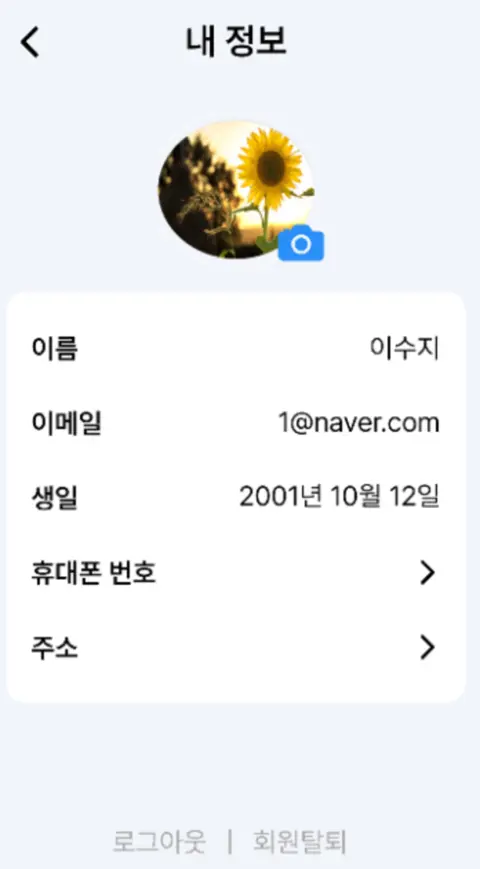 내 정보
이름 이수지
이메일 1@naver.com
생일 2001년 10월 12일
휴대폰 번호
주소
로그아웃 | 회원탈퇴